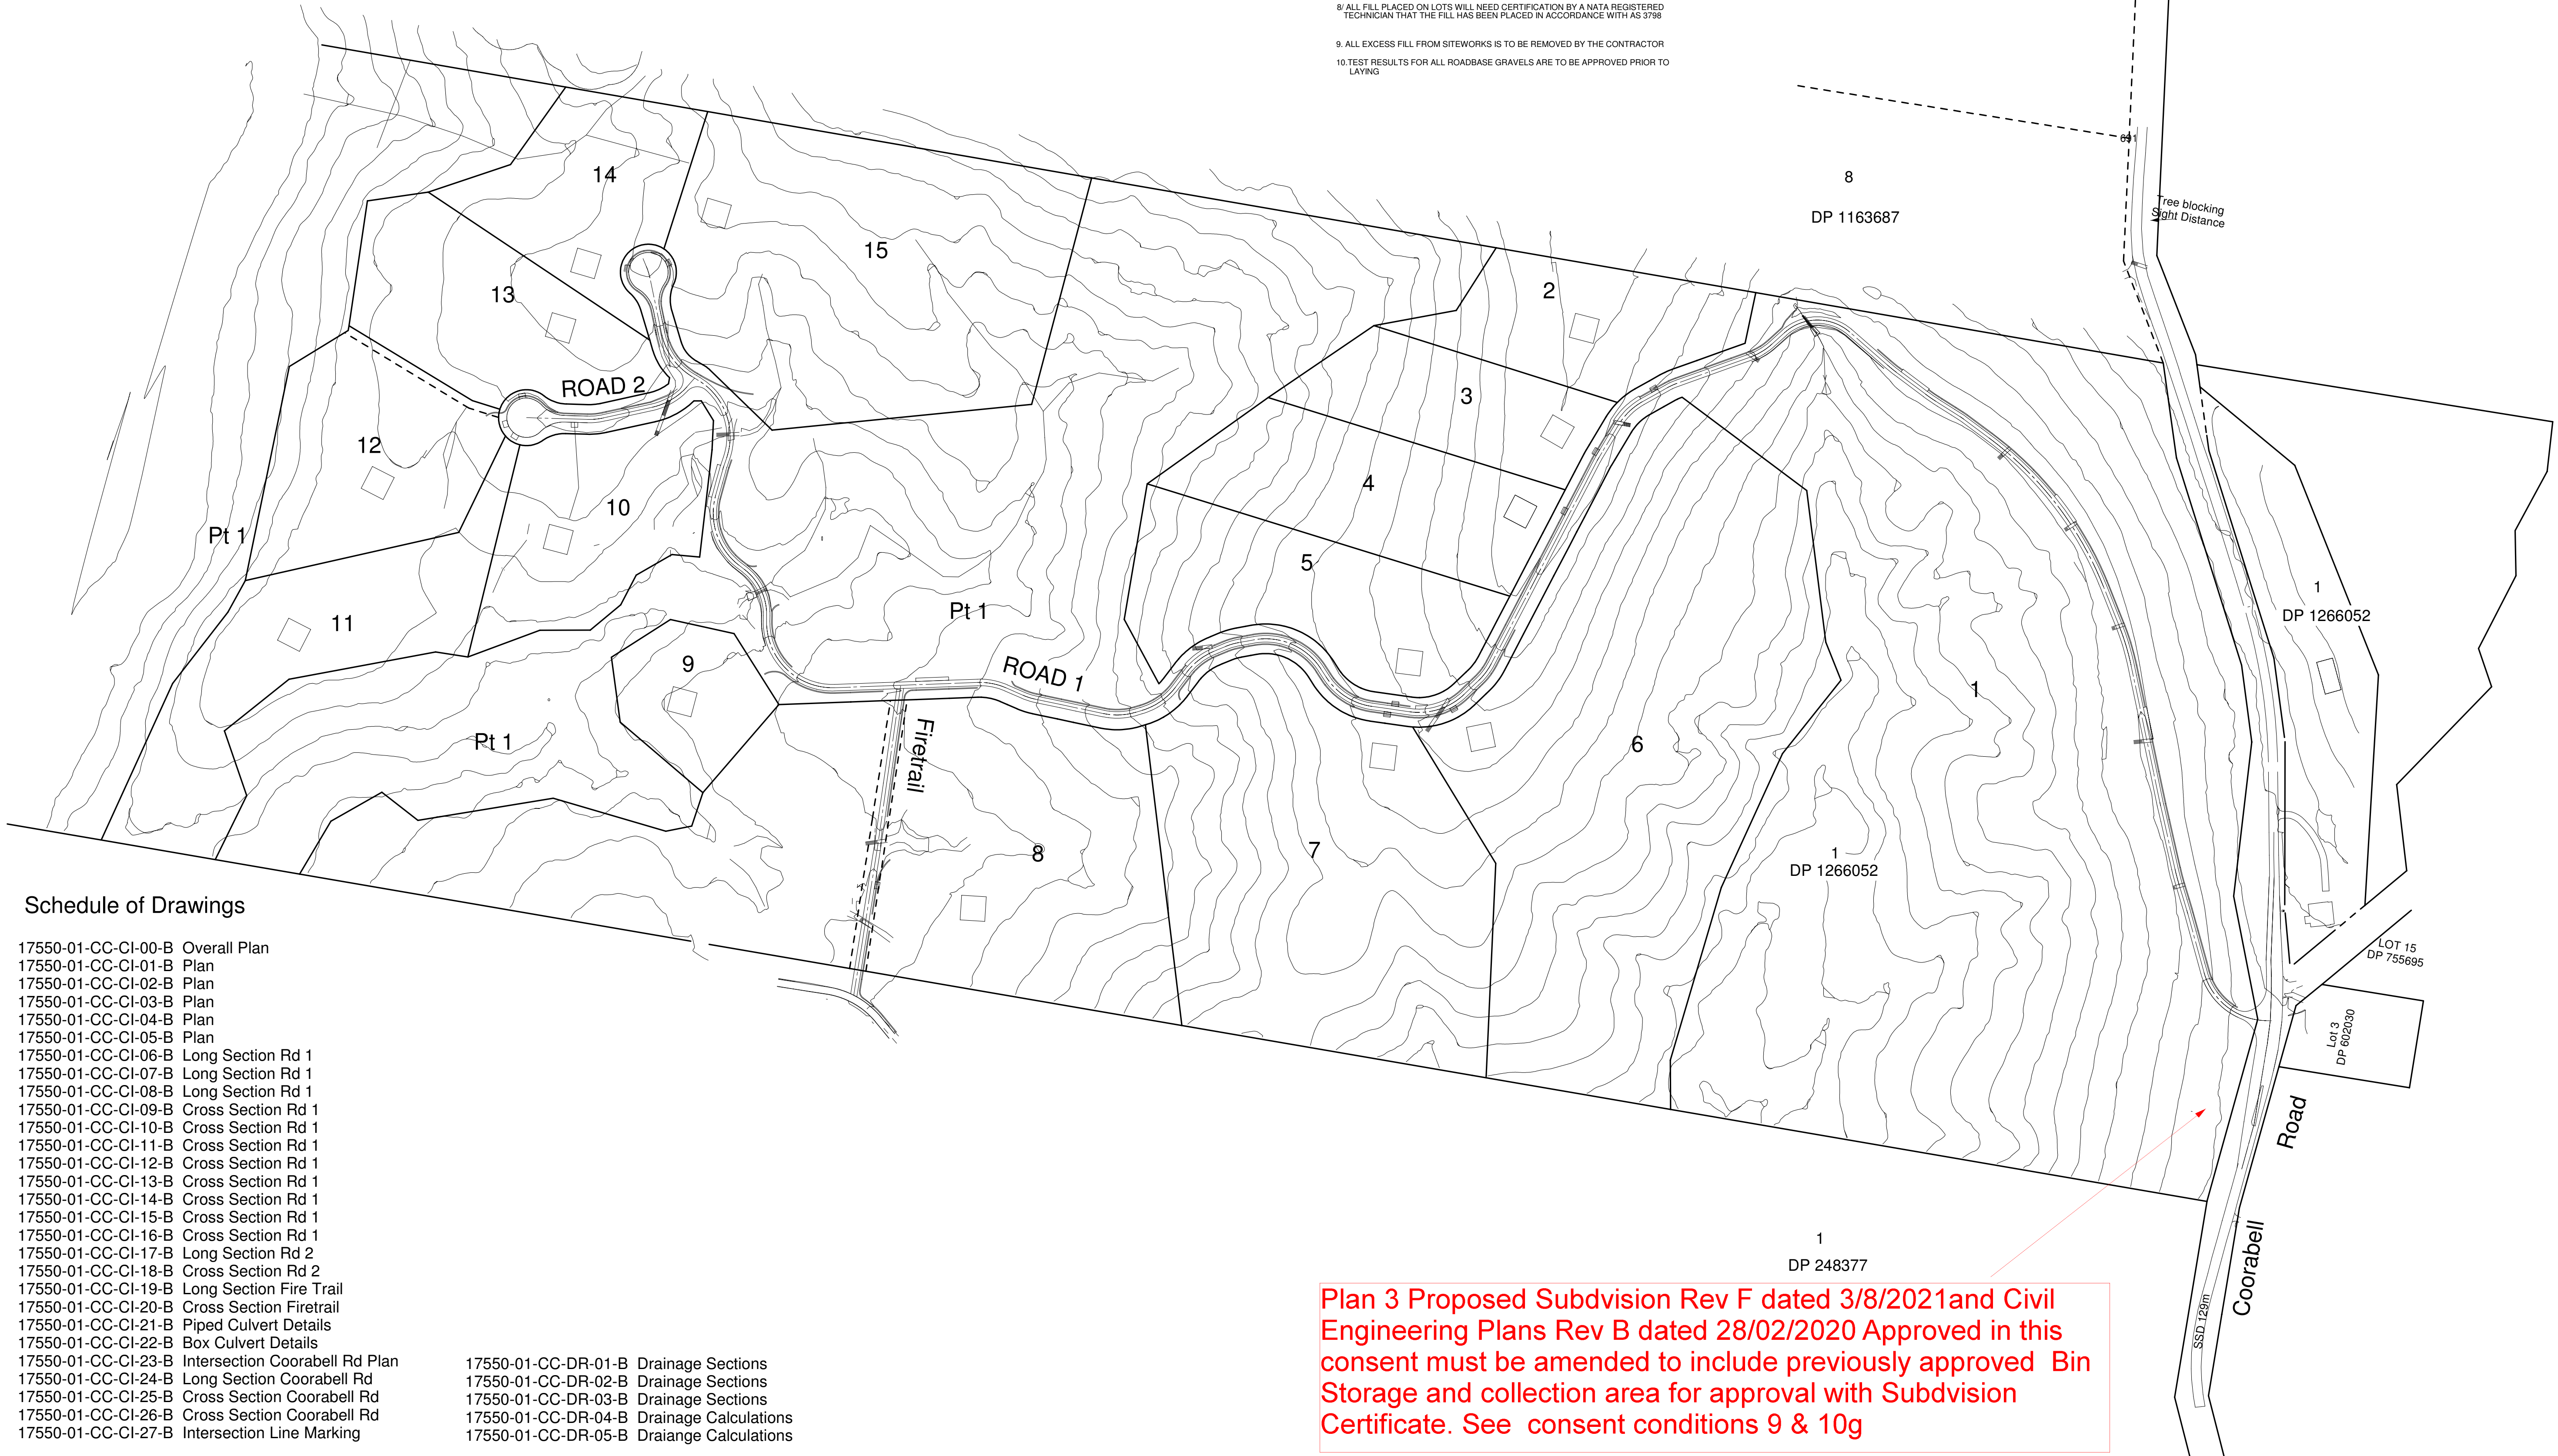 8/ ALL FILL PLACED ON LOTS WILL NEED CERTIFICATION BY A NATA REGISTERED
TECHNICIAN THAT THE FILL HAS BEEN PLACED IN ACCORDANCE WITH AS 3798
9. ALL EXCESS FILL FROM SITEWORKS IS TO BE REMOVED BY THE CONTRACTOR
10.TEST RESULTS FOR ALL ROADBASE GRAVELS ARE TO BE APPROVED PRIOR TO
LAYING
691
14
8
DP 1163687
Tree blocking
Sight Distance
15
2
13
ROAD 2
3
12
4
10
Pt 1
5
1
DP 1266052
11
Pt 1
9
ROAD 1
1
Pt 1
Firetrail
6
8
7
1
DP 1266052
LOT 15
DP 755695
Lot 3
DP 602030
Road
Coorabell
SSD 129m
1
DP 248377
Schedule of Drawings
17550-01-CC-CI-00-B Overall Plan
17550-01-CC-CI-01-B Plan
17550-01-CC-CI-02-B Plan
17550-01-CC-CI-03-B Plan
17550-01-CC-CI-04-B Plan
17550-01-CC-CI-05-B Plan
17550-01-CC-CI-06-B Long Section Rd 1
17550-01-CC-CI-07-B Long Section Rd 1
17550-01-CC-CI-08-B Long Section Rd 1
17550-01-CC-CI-09-B Cross Section Rd 1
17550-01-CC-CI-10-B Cross Section Rd 1
17550-01-CC-CI-11-B Cross Section Rd 1
17550-01-CC-CI-12-B Cross Section Rd 1
17550-01-CC-CI-13-B Cross Section Rd 1
17550-01-CC-CI-14-B Cross Section Rd 1
17550-01-CC-CI-15-B Cross Section Rd 1
17550-01-CC-CI-16-B Cross Section Rd 1
17550-01-CC-CI-17-B Long Section Rd 2
17550-01-CC-CI-18-B Cross Section Rd 2
17550-01-CC-CI-19-B Long Section Fire Trail
17550-01-CC-CI-20-B Cross Section Firetrail
17550-01-CC-CI-21-B Piped Culvert Details
17550-01-CC-CI-22-B Box Culvert Details
17550-01-CC-CI-23-B Intersection Coorabell Rd Plan
17550-01-CC-CI-24-B Long Section Coorabell Rd
17550-01-CC-CI-25-B Cross Section Coorabell Rd
17550-01-CC-CI-26-B Cross Section Coorabell Rd
17550-01-CC-CI-27-B Intersection Line Marking
17550-01-CC-DR-01-B Drainage Sections
17550-01-CC-DR-02-B Drainage Sections
17550-01-CC-DR-03-B Drainage Sections
17550-01-CC-DR-04-B Drainage Calculations
17550-01-CC-DR-05-B Draiange Calculations
Plan 3 Proposed Subdvision Rev F dated 3/8/2021and Civil
Engineering Plans Rev B dated 28/02/2020 Approved in this
consent must be amended to include previously approved Bin
Storage and collection area for approval with Subdvision
Certificate. See consent conditions 9 & 10g